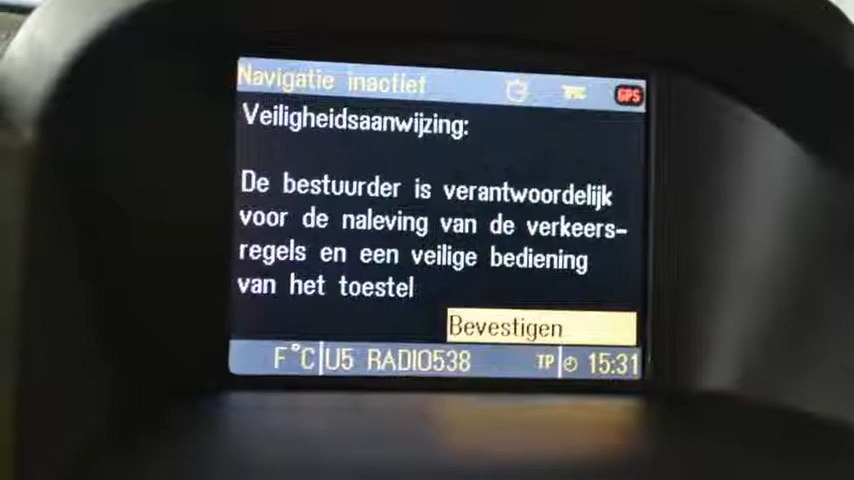 Navigatie inactief GPS
Veiligheidsaanwijzing:
De bestuurder is verantwoordelijk
voor de naleving van de verkeers-
regels en een veilige bediening
van het toestel
Bevestigen
F°C U5 RADIO538 TP 15:31